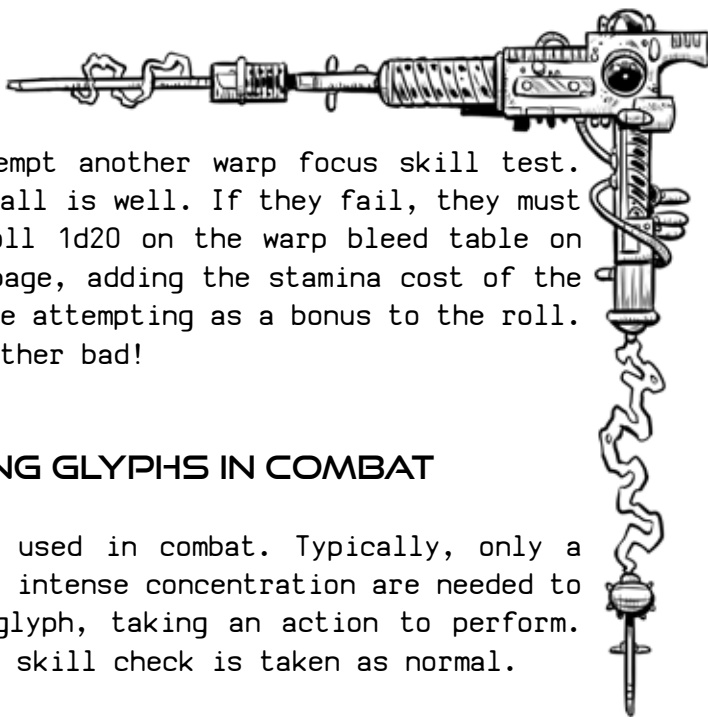 empt another warp focus skill test.
all is well. If they fail, they must
oll 1d20 on the warp bleed table on
page, adding the stamina cost of the
e attempting as a bonus to the roll.
ther bad!
NG GLYPHS IN COMBAT
used in combat. Typically, only a
intense concentration are needed to
glyph, taking an action to perform.
skill check is taken as normal.